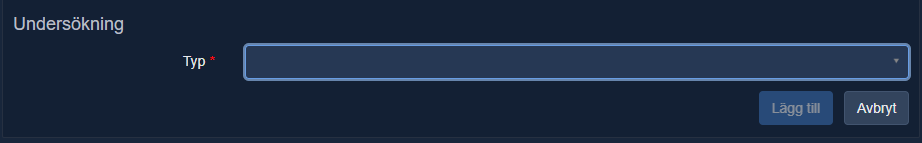 Undersökning
Typ *
Lägg till Avbryt